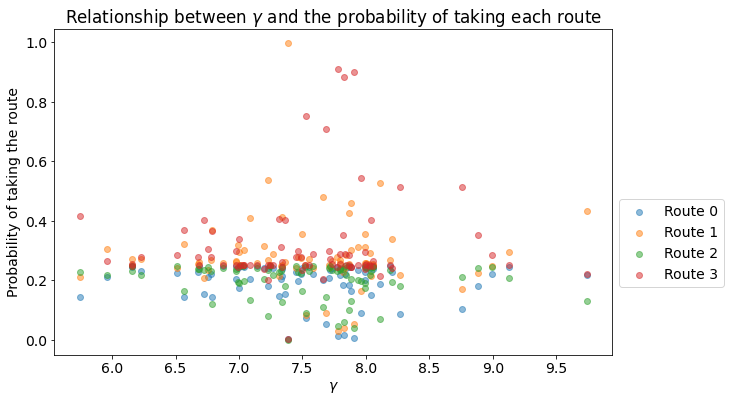 Relationship between γ and the probability of taking each route
Probability of taking the route
1.0
0.8
0.6
0.4
0.2
0.0
6.0 6.5 7.0 7.5 8.0 8.5 9.0 9.5
γ
Route 0
Route 1
Route 2
Route 3